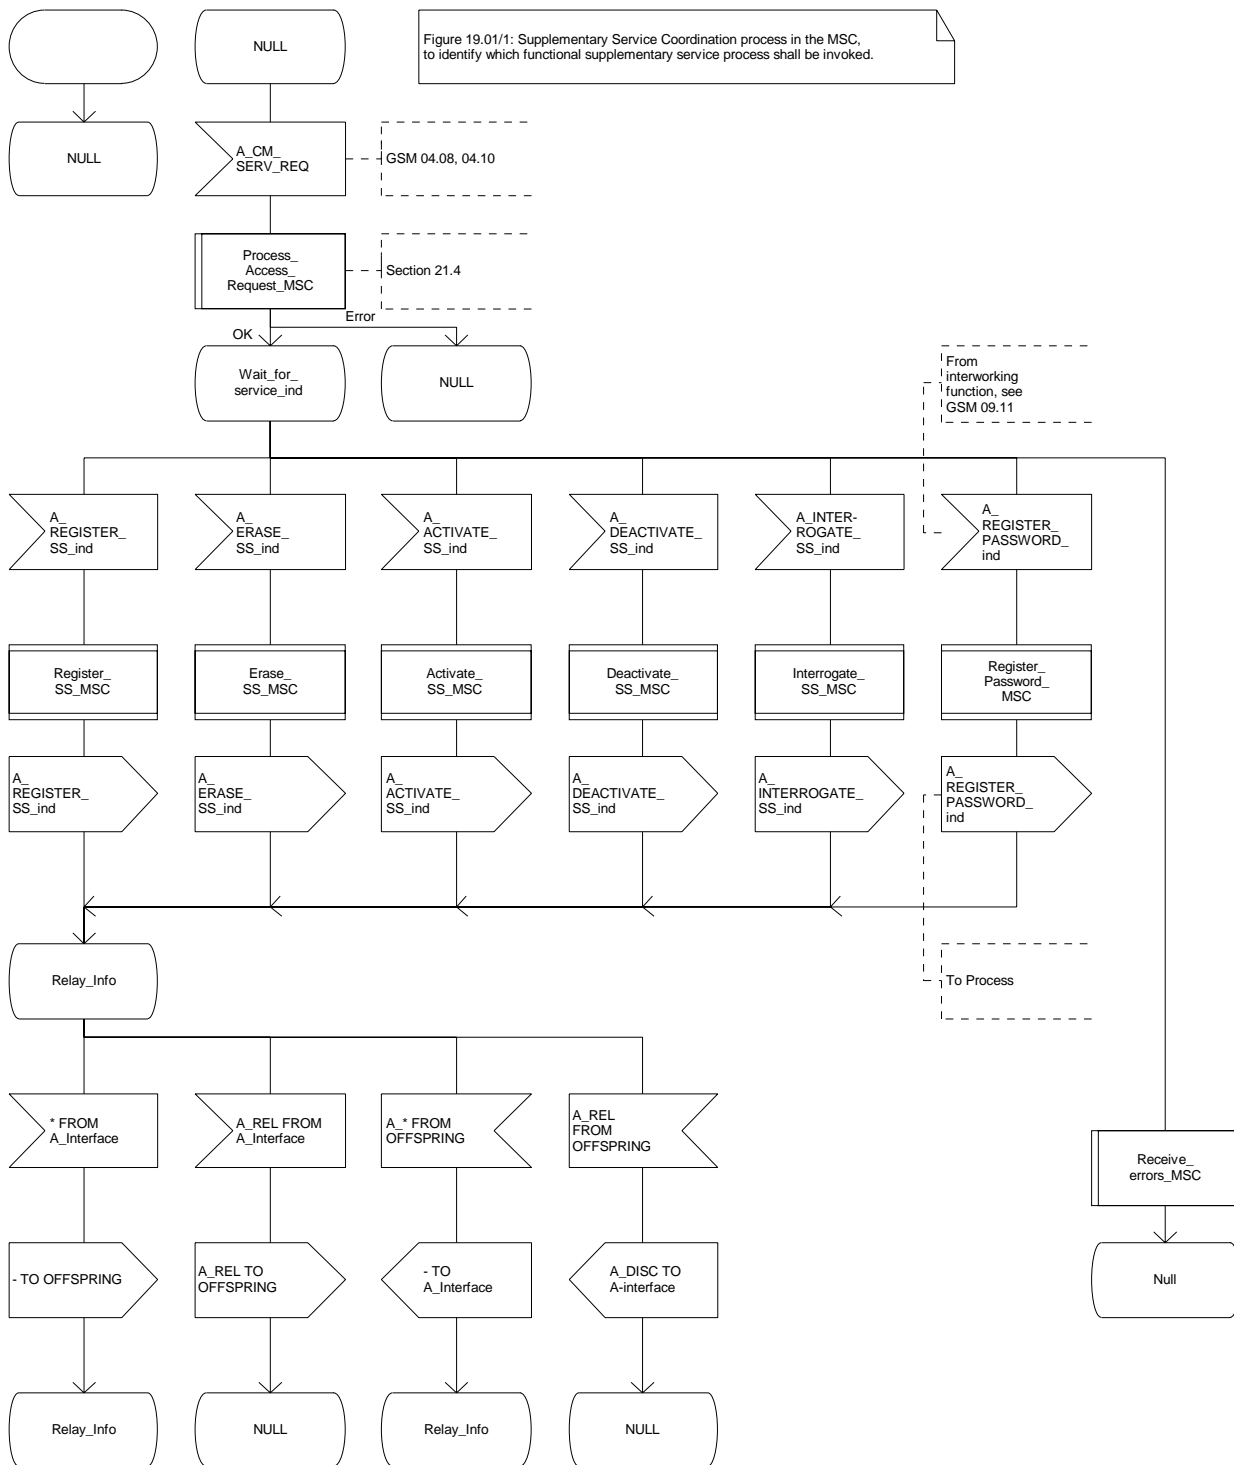 NULL
Figure 19.01/1: Supplementary Service Coordination process in the MSC,
to identify which functional supplementary service process shall be invoked.
NULL
A_CM_
SERV_REQ
GSM 04.08, 04.10
Process_
Access_
Request_MSC
Section 21.4
Error
OK
Wait_for_
service_ind
NULL
From
interworking
function, see
GSM 09.11
A_
REGISTER_
SS_ind
A_
ERASE_
SS_ind
A_
ACTIVATE_
SS_ind
A_
DEACTIVATE_
SS_ind
A_INTER-
ROGATE_
SS_ind
A_
REGISTER_
PASSWORD_
ind
Register_
SS_MSC
Erase_
SS_MSC
Activate_
SS_MSC
Deactivate_
SS_MSC
Interrogate_
SS_MSC
Register_
Password_
MSC
A_
REGISTER_
SS_ind
A_
ERASE_
SS_ind
A_
ACTIVATE_
SS_ind
A_
DEACTIVATE_
SS_ind
A_
INTERROGATE_
SS_ind
A_
REGISTER_
PASSWORD_
ind
Relay_Info
To Process
* FROM
A_Interface
A_REL FROM
A_Interface
A_* FROM
OFFSPRING
A_REL
FROM
OFFSPRING
Receive_
errors_MSC
- TO OFFSPRING
A_REL TO
OFFSPRING
- TO
A_Interface
A_DISC TO
A-interface
Null
Relay_Info
NULL
Relay_Info
NULL